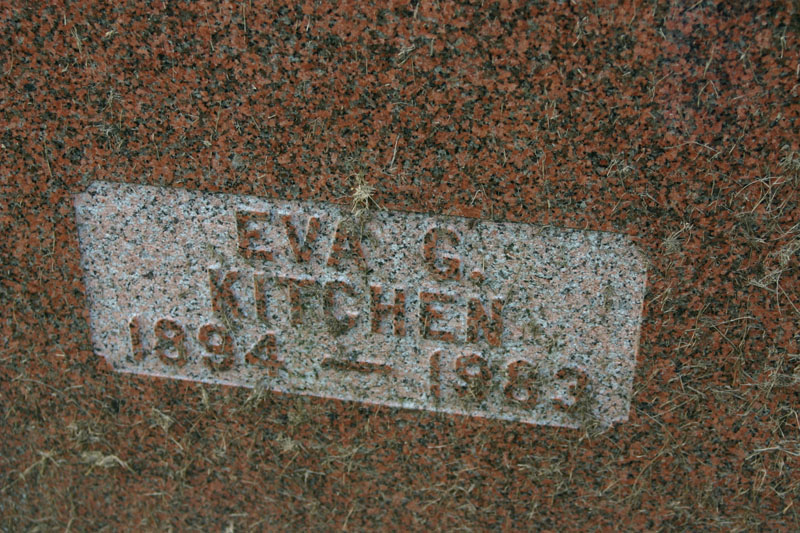 EVA G.
KITCHEN
1894 — 1963